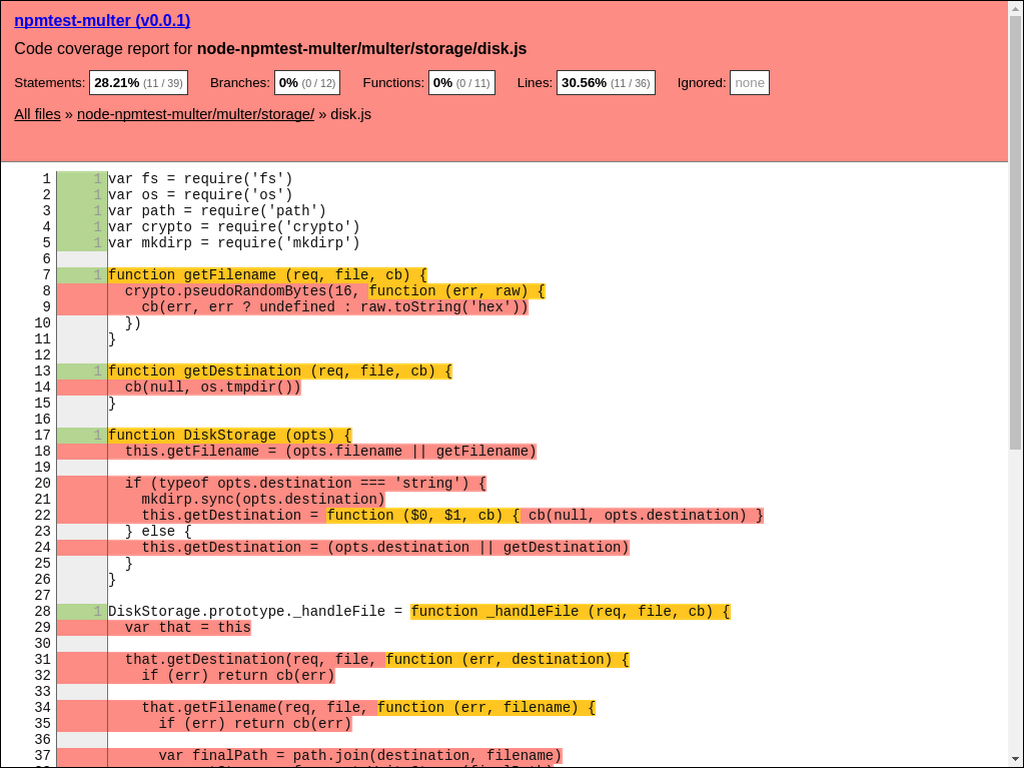 npmtest-multer (v0.0.1)
Code coverage report for node-npmtest-multer/multer/storage/disk.js
Statements: 28.21% (11 / 39) Branches: 0% (0 / 12) Functions: 0% (0 / 11) Lines: 30.56% (11 / 36) Ignored: none
All files » node-npmtest-multer/multer/storage/ » disk.js
1 1 var fs = require('fs')
2 1 var os = require('os')
3 1 var path = require('path')
4 1 var crypto = require('crypto')
5 1 var mkdirp = require('mkdirp')
6
7 1 function getFilename (req, file, cb) {
8   crypto.pseudoRandomBytes(16, function (err, raw) {
9     cb(err, err ? undefined : raw.toString('hex'))
10   })
11 }
12
13 1 function getDestination (req, file, cb) {
14   cb(null, os.tmpdir())
15 }
16
17 1 function DiskStorage (opts) {
18   this.getFilename = (opts.filename || getFilename)
19
20   if (typeof opts.destination === 'string') {
21     mkdirp.sync(opts.destination)
22     this.getDestination = function ($0, $1, cb) { cb(null, opts.destination) }
23   } else {
24     this.getDestination = (opts.destination || getDestination)
25   }
26 }
27
28 1 DiskStorage.prototype._handleFile = function _handleFile (req, file, cb) {
29   var that = this
30
31   that.getDestination(req, file, function (err, destination) {
32     if (err) return cb(err)
33
34     that.getFilename(req, file, function (err, filename) {
35       if (err) return cb(err)
36
37       var finalPath = path.join(destination, filename)